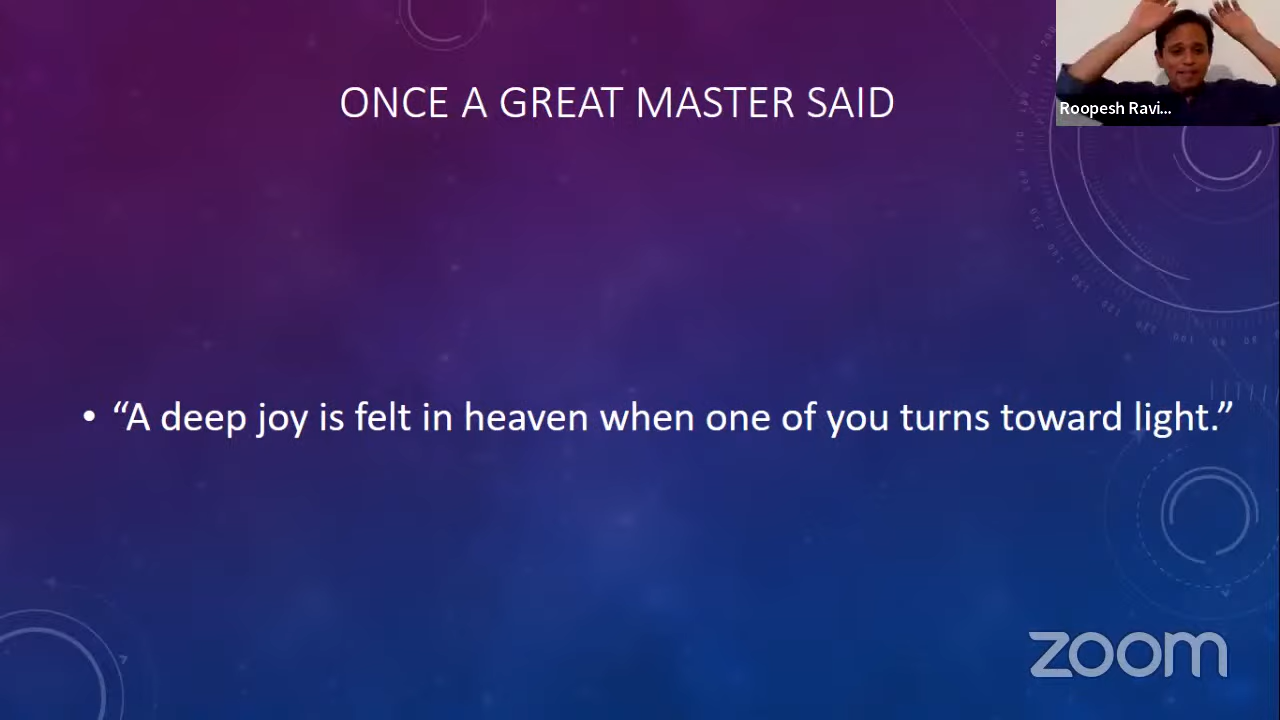 ONCE A GREAT MASTER SAID
Roopesh Ravi...
• “A deep joy is felt in heaven when one of you turns toward light.”
zoom